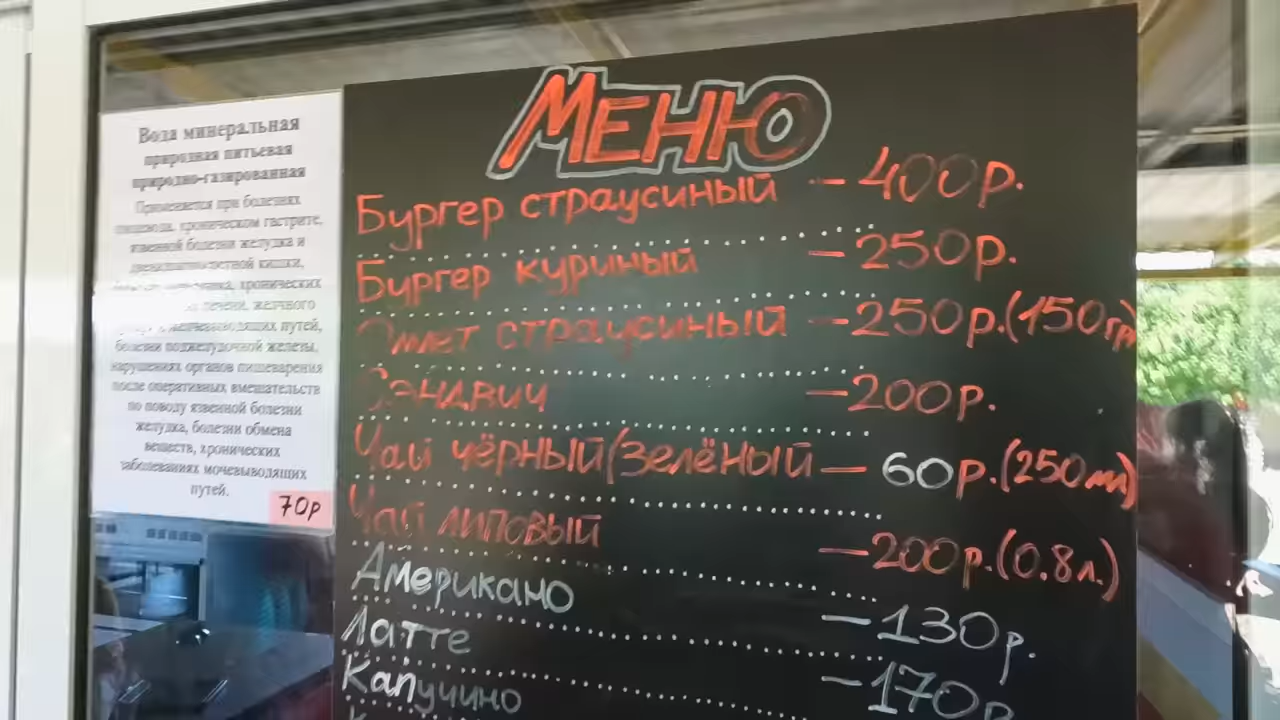 Вода минеральная
природная питьевая
природно-газированная
Применяется при болезнях
пищевода, хроническом гастрите,
язвенной болезни желудка и
двенадцатиперстной кишки,
хронических
печени, желчного
путей,
болезни поджелудочной железы,
нарушениях органов пищеварения
после оперативных вмешательств
по поводу язвенной болезни
желудка, болезни обмена
веществ, хронических
заболеваниях мочевыводящих
путей.
70р
Меню
Бургер страусиный – 400р.
Бургер куриный – 250р.
Омлет страусиный – 250р.(150гр)
Сэндвич – 200р.
Чай чёрный/зелёный – 60р.(250мл)
Чай липовый – 200р.(0.8л.)
Американо – 130р.
Латте – 170р
Капучино